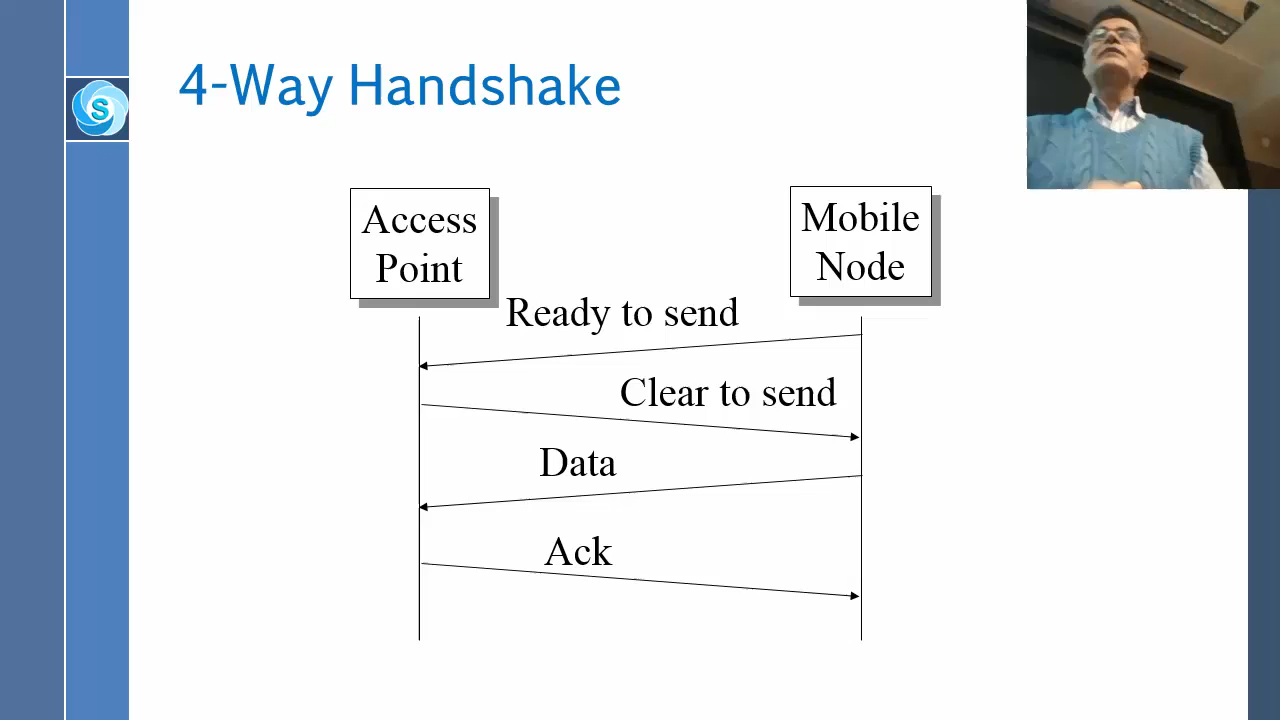 4-Way Handshake
S
Access
Point
Mobile
Node
Ready to send
Clear to send
Data
Ack